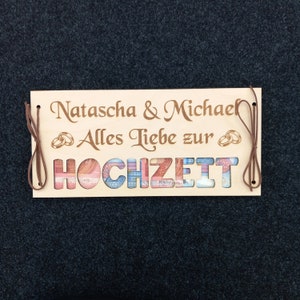 Natascha & Michael
Alles Liebe zur
HOCHZEIT